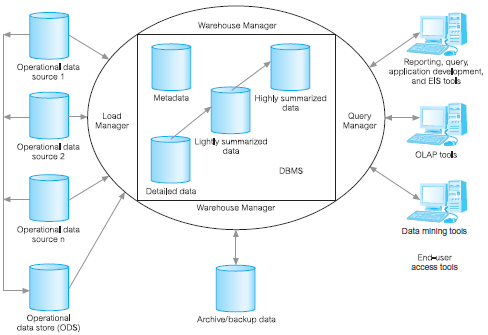 Warehouse Manager
Operational data
source 1
Operational data
source 2
Operational data
source n
Operational
data store (ODS)
Load
Manager
Metadata
Highly summarized
data
Lightly summarized
data
Detailed data
DBMS
Query
Manager
Warehouse Manager
Archive/backup data
Reporting, query,
application development,
and EIS tools
OLAP tools
Data mining tools
End-user
access tools